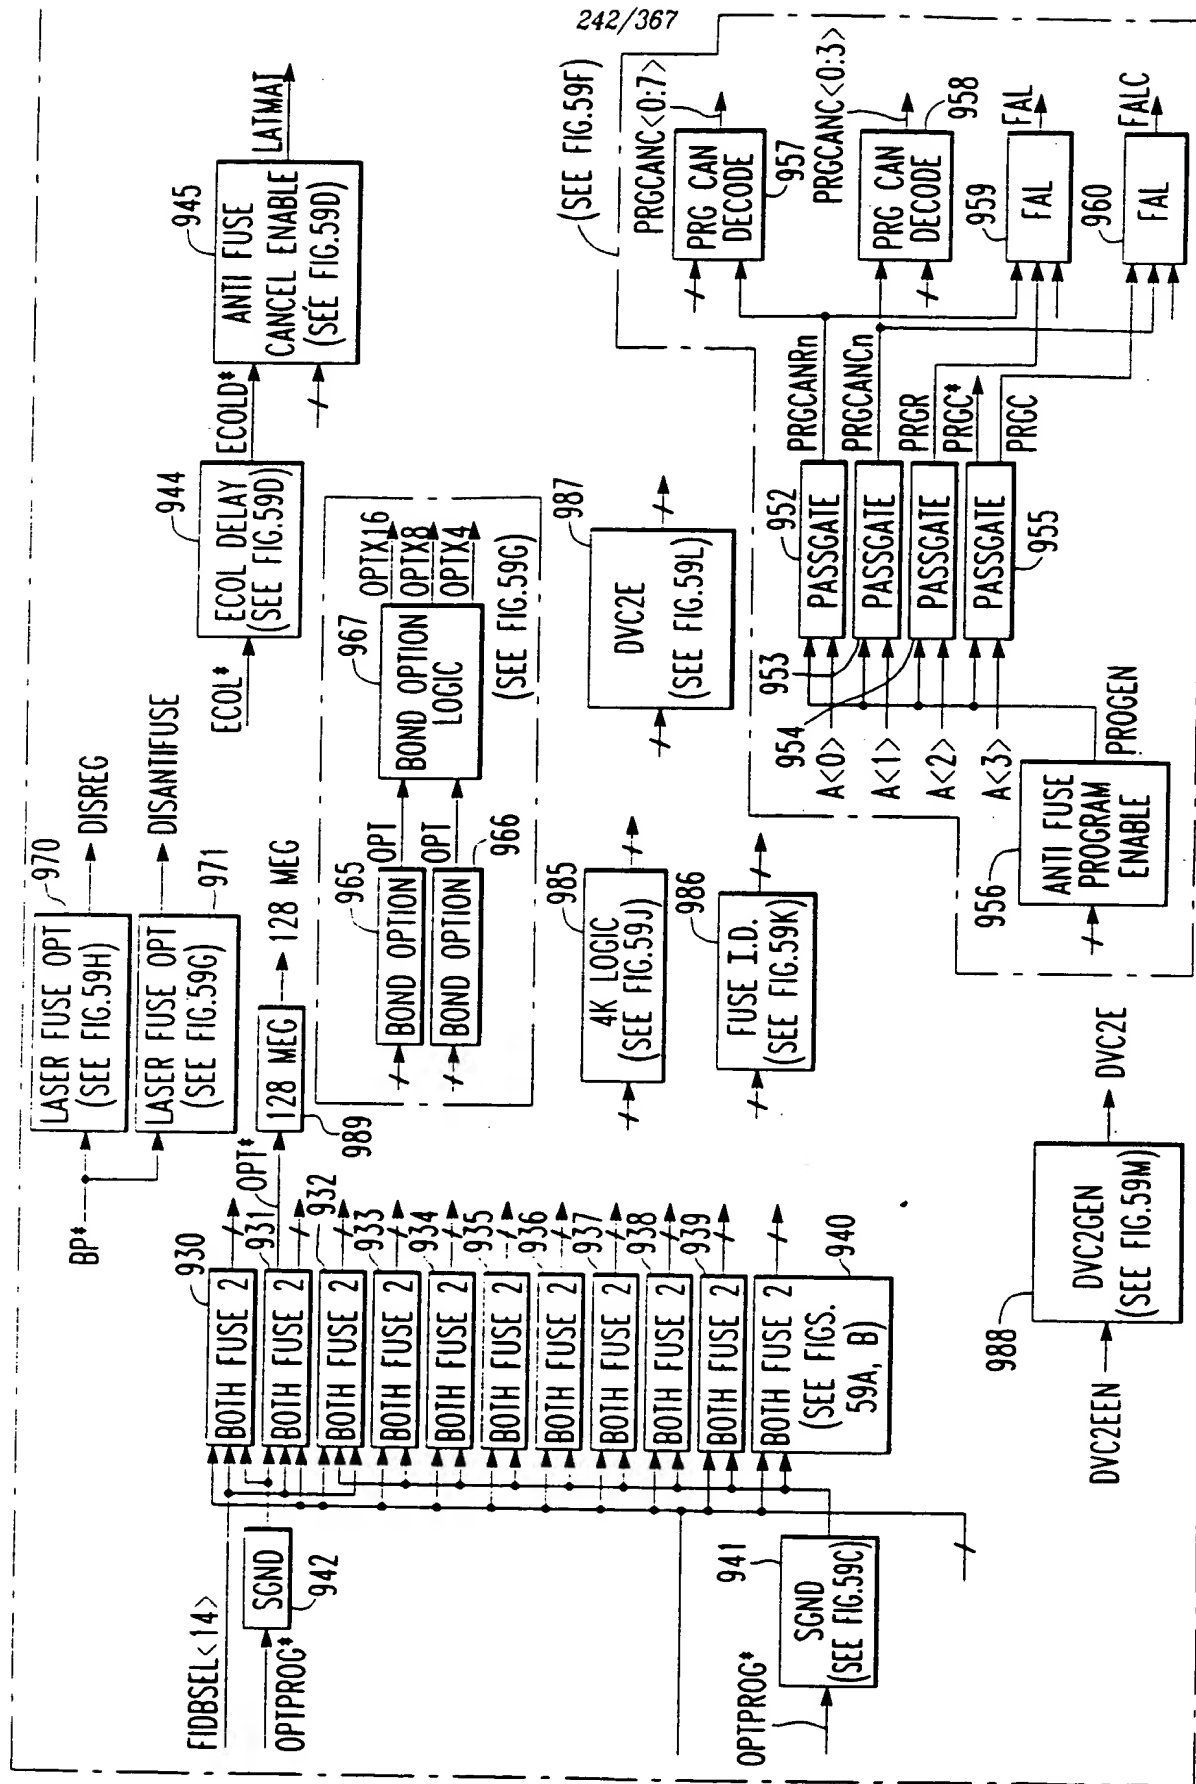 242/367
FIDBSEL<14>
OPTPROG*
SGND
942
OPTPROG*
941
SGND
(SEE FIG.59C)
930
BOTH FUSE 2
931
BOTH FUSE 2
932
BOTH FUSE 2
933
BOTH FUSE 2
934
BOTH FUSE 2
935
BOTH FUSE 2
936
BOTH FUSE 2
937
BOTH FUSE 2
938
BOTH FUSE 2
939
BOTH FUSE 2
940
BOTH FUSE 2
(SEE FIGS.
59A, B)
OPT*
128 MEG
989
128 MEG
BP*
970
LASER FUSE OPT
(SEE FIG.59H)
DISREG
LASER FUSE OPT
(SEE FIG.59G)
971
DISANTIFUSE
ECOL*
944
ECOL DELAY
(SEE FIG.59D)
ECOLD*
945
ANTI FUSE
CANCEL ENABLE
(SEE FIG.59D)
LATMAT
965
BOND OPTION
OPT
BOND OPTION
OPT
966
967
BOND OPTION
LOGIC
OPTX16
OPTX8
OPTX4
(SEE FIG.59G)
985
4K LOGIC
(SEE FIG.59J)
986
FUSE I.D.
(SEE FIG.59K)
987
DVC2E
(SEE FIG.59L)
DVC2EEN
988
DVC2GEN
(SEE FIG.59M)
DVC2E
956
ANTI FUSE
PROGRAM
ENABLE
PROGEN
A<0>
A<1>
A<2>
A<3>
953
954
952
PASSGATE
PASSGATE
PASSGATE
PASSGATE
955
PRGCANRn
PRGCANCn
PRGR
PRGC*
PRGC
(SEE FIG.59F)
PRGCANC<0:7>
PRG CAN
DECODE
957
PRGCANC<0:3>
PRG CAN
DECODE
958
959
FAL
FAL
960
FAL
FALC